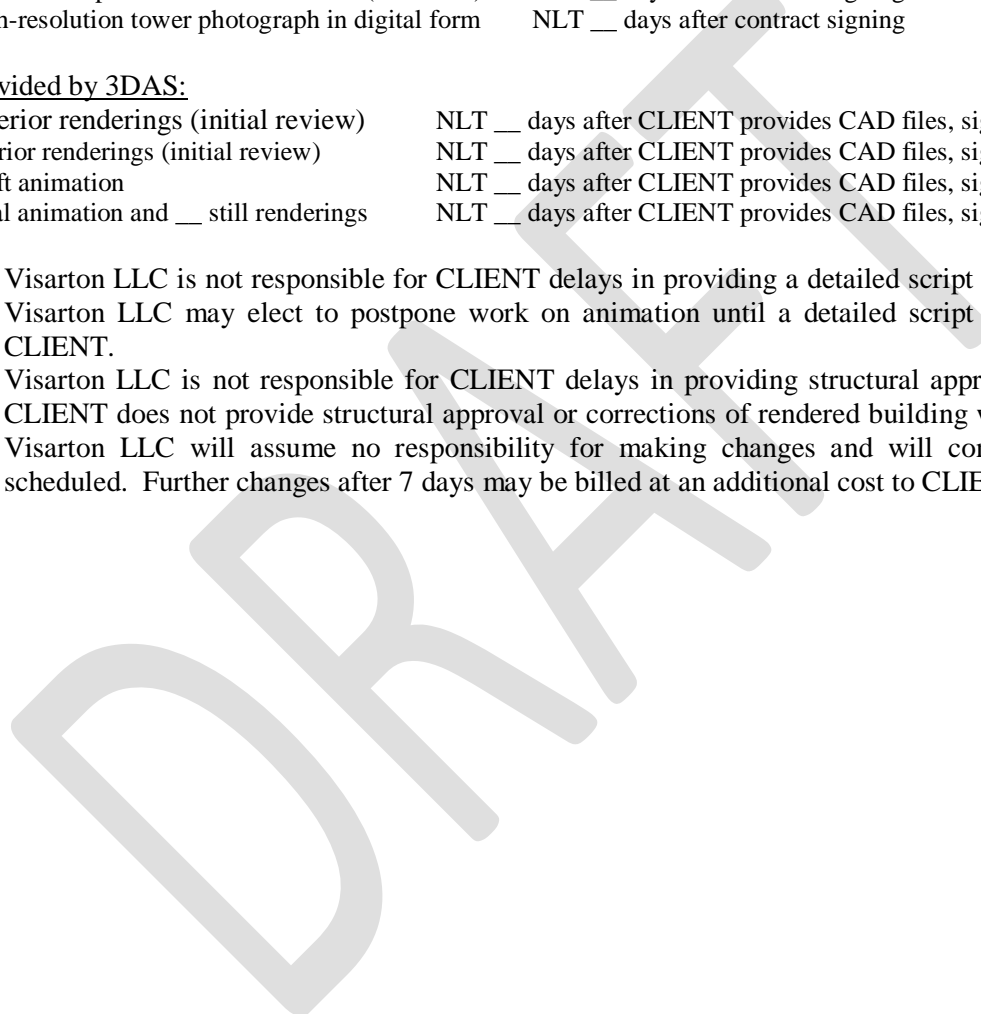 n-resolution tower photograph in digital form NLT __ days after contract signing
vided by 3DAS:
erior renderings (initial review) NLT __ days after CLIENT provides CAD files, sig
rior renderings (initial review) NLT __ days after CLIENT provides CAD files, sig
ft animation NLT __ days after CLIENT provides CAD files, sig
al animation and __ still renderings NLT __ days after CLIENT provides CAD files, sig
Visarton LLC is not responsible for CLIENT delays in providing a detailed script
Visarton LLC may elect to postpone work on animation until a detailed script
CLIENT.
Visarton LLC is not responsible for CLIENT delays in providing structural appr
CLIENT does not provide structural approval or corrections of rendered building w
Visarton LLC will assume no responsibility for making changes and will con
scheduled. Further changes after 7 days may be billed at an additional cost to CLIE
DRAFT